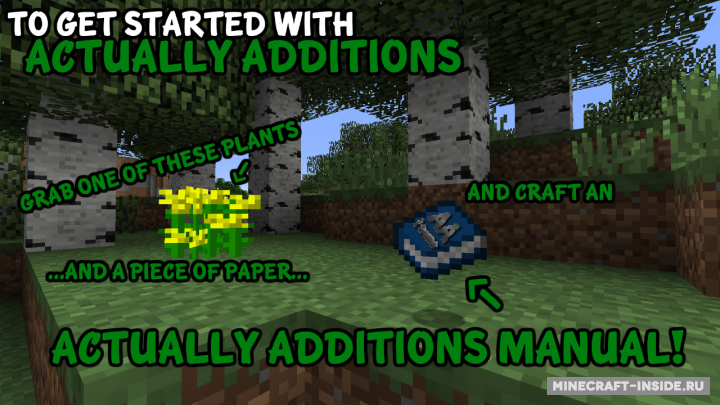 TO GET STARTED WITH
ACTUALLY ADDITIONS
GRAB ONE OF THESE PLANTS
AND CRAFT AN
AA
...AND A PIECE OF PAPER...
ACTUALLY ADDITIONS MANUAL!
MINECRAFT-INSIDE.RU